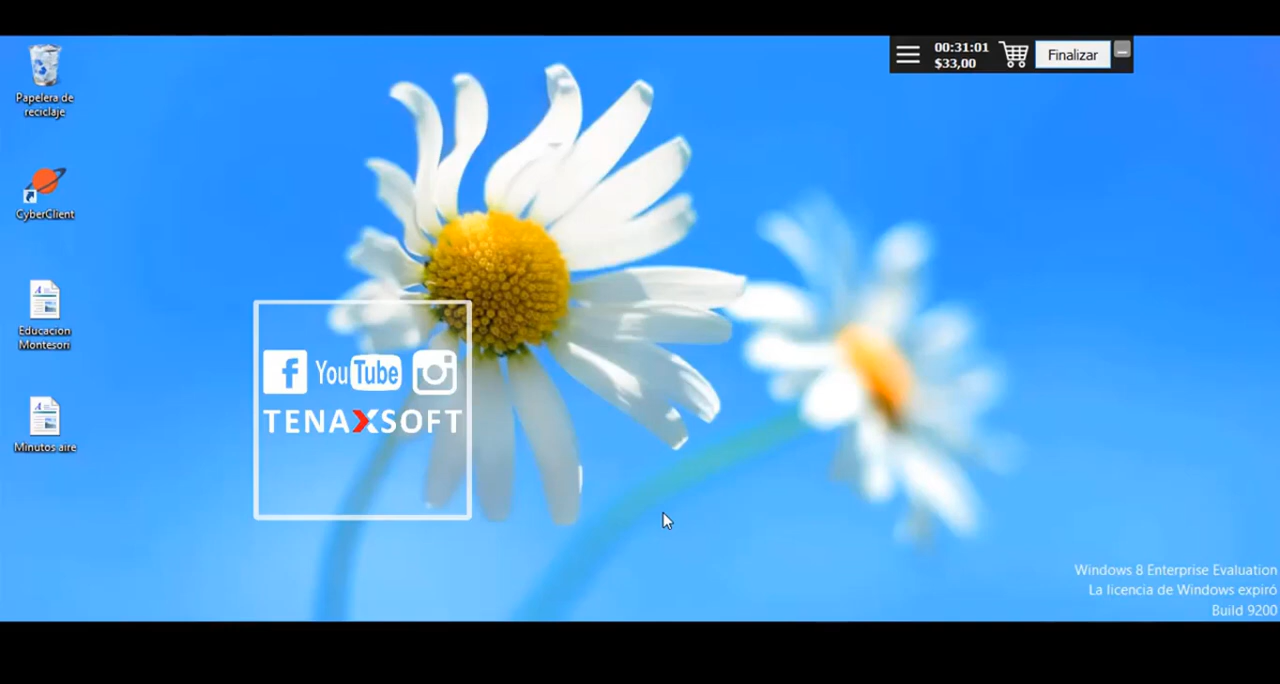 Papelera de
reciclaje
CyberClient
Educacion
Montesori
Minutos aire
00:31:01
$33,00
Finalizar
YouTube
TENAXSOFT
Windows 8 Enterprise Evaluation
La licencia de Windows expiró
Build 9200